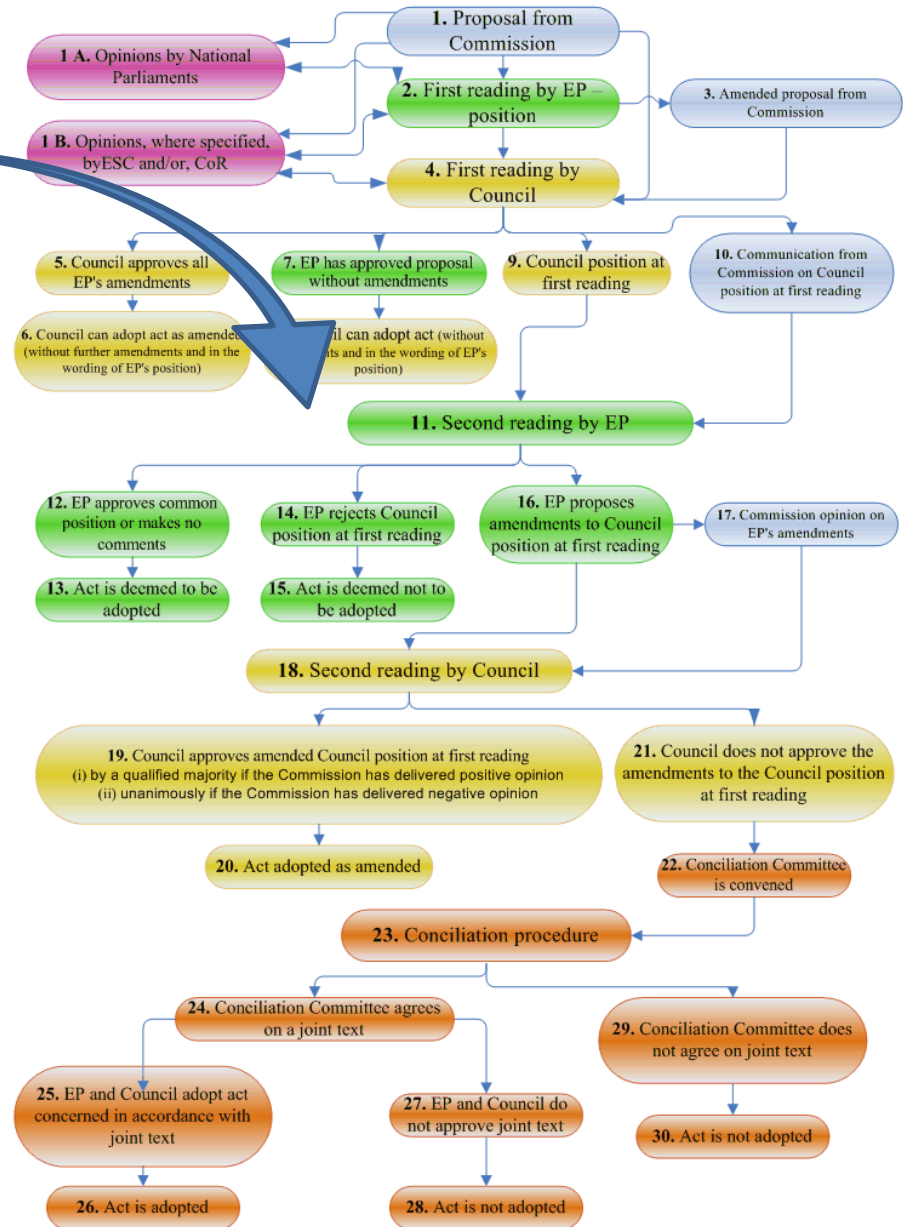 1. Proposal from
Commission
1 A. Opinions by National
Parliaments
2. First reading by EP –
position
3. Amended proposal from
Commission
1 B. Opinions, where specified,
byESC and/or, CoR
4. First reading by
Council
5. Council approves all
EP's amendments
7. EP has approved proposal
without amendments
9. Council position at
first reading
10. Communication from
Commission on Council
position at first reading
6. Council can adopt act as amended
(without further amendments and in the
wording of EP's position)
can adopt act (without
and in the wording of EP's
position)
11. Second reading by EP
12. EP approves common
position or makes no
comments
14. EP rejects Council
position at first reading
16. EP proposes
amendments to Council
position at first reading
17. Commission opinion on
EP's amendments
13. Act is deemed to be
adopted
15. Act is deemed not to
be adopted
18. Second reading by Council
19. Council approves amended Council position at first reading
(i) by a qualified majority if the Commission has delivered positive opinion
(ii) unanimously if the Commission has delivered negative opinion
21. Council does not approve the
amendments to the Council position
at first reading
20. Act adopted as amended
22. Conciliation Committee
is convened
23. Conciliation procedure
24. Conciliation Committee agrees
on a joint text
29. Conciliation Committee does
not agree on joint text
25. EP and Council adopt act
concerned in accordance with
joint text
27. EP and Council do
not approve joint text
30. Act is not adopted
26. Act is adopted
28. Act is not adopted